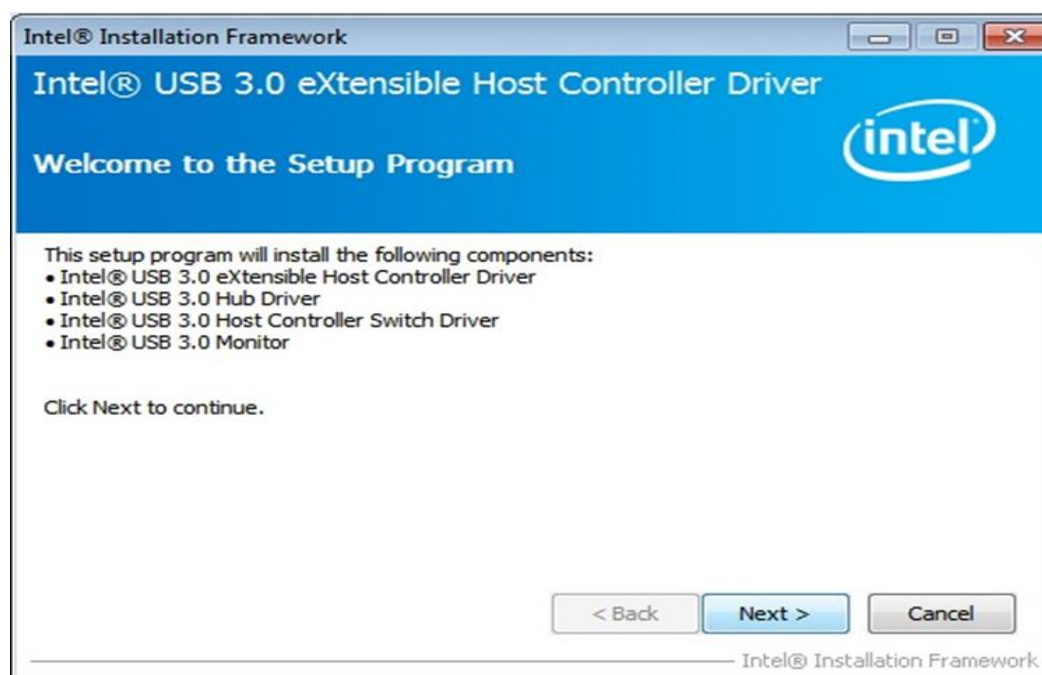 Intel® Installation Framework
Intel® USB 3.0 eXtensible Host Controller Driver
intel
Welcome to the Setup Program
This setup program will install the following components:
• Intel® USB 3.0 eXtensible Host Controller Driver
• Intel® USB 3.0 Hub Driver
• Intel® USB 3.0 Host Controller Switch Driver
• Intel® USB 3.0 Monitor
Click Next to continue.
< Back Next > Cancel
Intel® Installation Framework